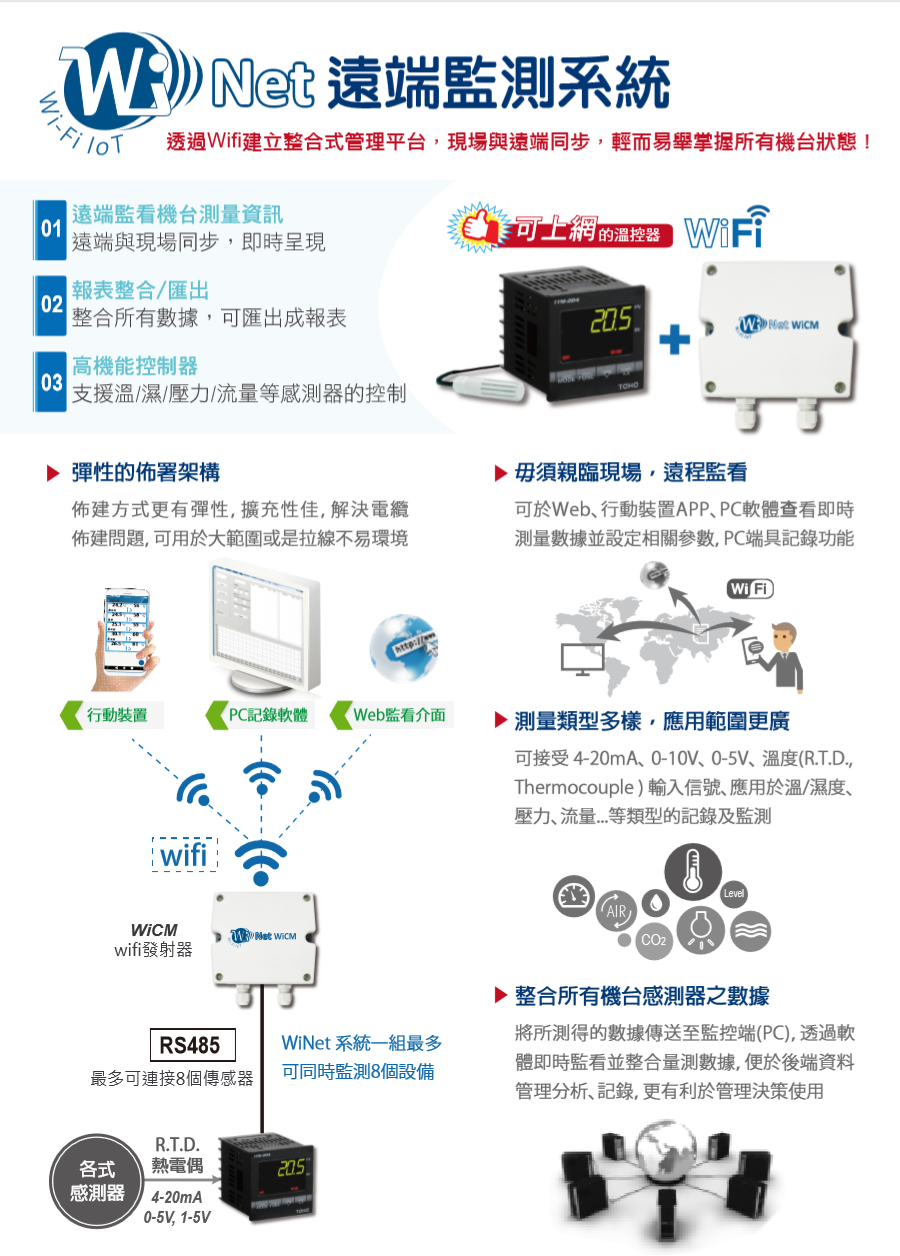 Wi Net 遠端監測系統
Wi-Fi IoT
透過Wifi建立整合式管理平台，現場與遠端同步，輕而易舉掌握所有機台狀態！
01 遠端監看機台測量資訊
遠端與現場同步，即時呈現
02 報表整合/匯出
整合所有數據，可匯出成報表
03 高機能控制器
支援溫/濕/壓力/流量等感測器的控制
可上網的溫控器 WiFi
TTM-204
20.5
TOHO
Wi Net WiCM
彈性的佈署架構
佈建方式更有彈性, 擴充性佳, 解決電纜
佈建問題, 可用於大範圍或是拉線不易環境
http://www
行動裝置
PC記錄軟體
Web監看介面
wifi
WiCM
wifi發射器
Wi Net WiCM
RS485
最多可連接8個傳感器
WiNet 系統一組最多
可同時監測8個設備
各式
感測器
R.T.D.
熱電偶
4-20mA
0-5V, 1-5V
20.5
TOHO
毋須親臨現場，遠程監看
可於Web、行動裝置APP、PC軟體查看即時
測量數據並設定相關參數, PC端具記錄功能
WiFi
測量類型多樣，應用範圍更廣
可接受 4-20mA、0-10V、0-5V、溫度(R.T.D.,
Thermocouple ) 輸入信號、應用於溫/濕度、
壓力、流量...等類型的記錄及監測
Level
AIR
CO2
整合所有機台感測器之數據
將所測得的數據傳送至監控端(PC), 透過軟
體即時監看並整合量測數據, 便於後端資料
管理分析、記錄, 更有利於管理決策使用